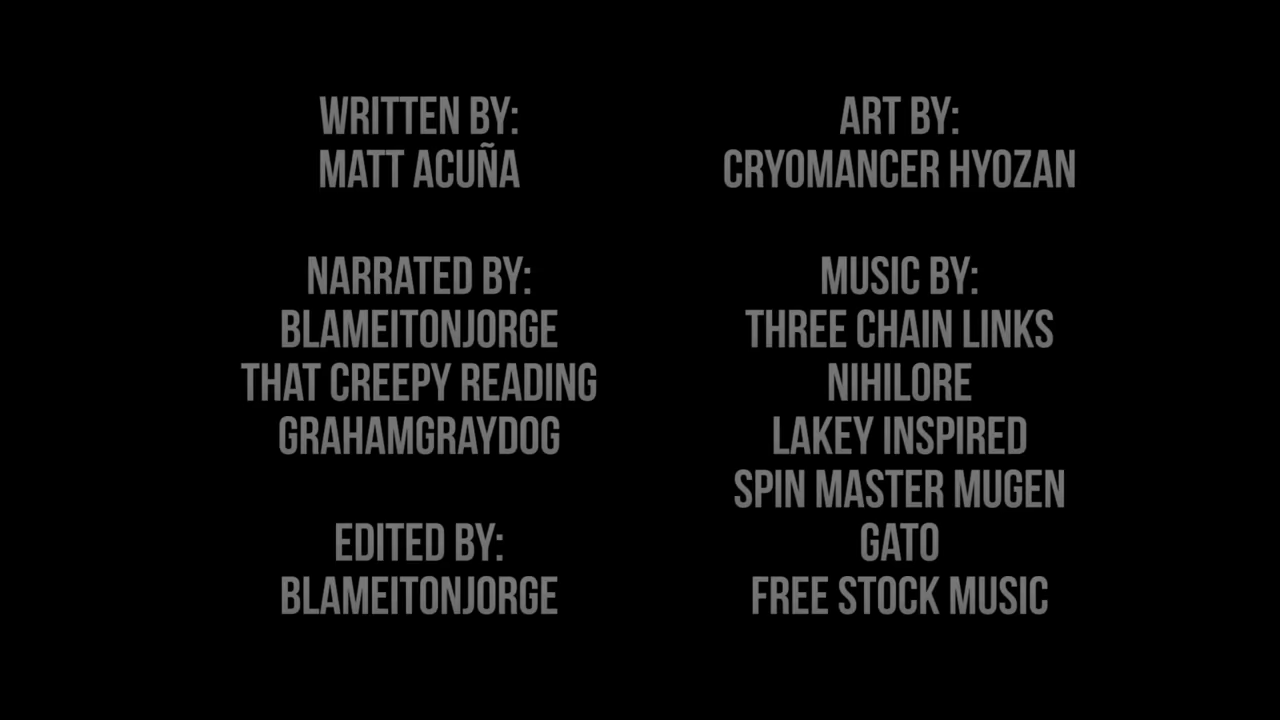 WRITTEN BY:
MATT ACUÑA
NARRATED BY:
BLAMEITONJORGE
THAT CREEPY READING
GRAHAMGRAYDOG
EDITED BY:
BLAMEITONJORGE
ART BY:
CRYOMANCER HYOZAN
MUSIC BY:
THREE CHAIN LINKS
NIHILORE
LAKEY INSPIRED
SPIN MASTER MUGEN
GATO
FREE STOCK MUSIC